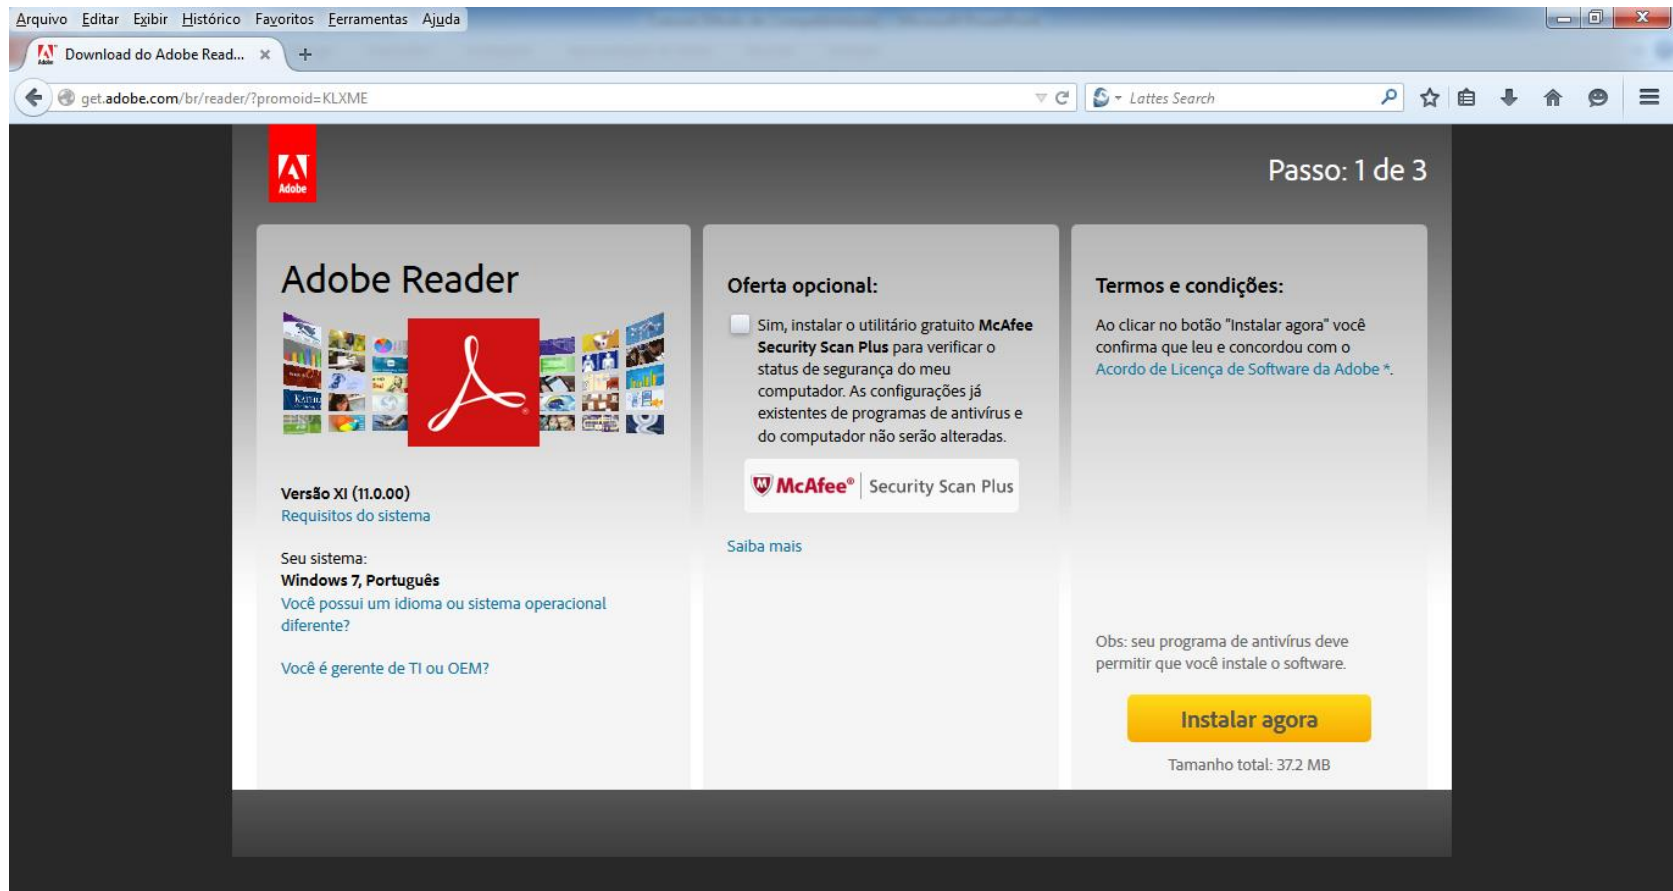 Arquivo Editar Exibir Histórico Favoritos Ferramentas Ajuda
Download do Adobe Read...
get.adobe.com/br/reader/?promoid=KLXME
Lattes Search
Adobe
Passo: 1 de 3
Adobe Reader
Versão XI (11.0.00)
Requisitos do sistema
Seu sistema:
Windows 7, Português
Você possui um idioma ou sistema operacional
diferente?
Você é gerente de TI ou OEM?
Oferta opcional:
Sim, instalar o utilitário gratuito McAfee
Security Scan Plus para verificar o
status de segurança do meu
computador. As configurações já
existentes de programas de antivírus e
do computador não serão alteradas.
McAfee® Security Scan Plus
Saiba mais
Termos e condições:
Ao clicar no botão "Instalar agora" você
confirma que leu e concordou com o
Acordo de Licença de Software da Adobe *.
Obs: seu programa de antivírus deve
permitir que você instale o software.
Instalar agora
Tamanho total: 37.2 MB